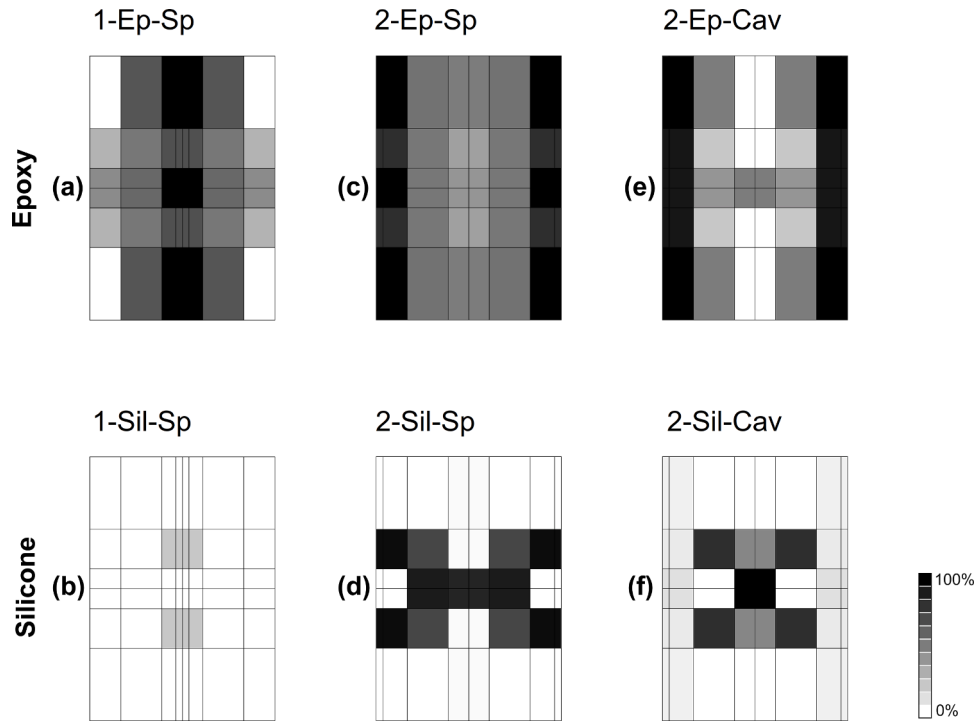 1-Ep-Sp
2-Ep-Sp
2-Ep-Cav
Epoxy
(a)
(c)
(e)
1-Sil-Sp
2-Sil-Sp
2-Sil-Cav
Silicone
(b)
(d)
(f)
100%
0%